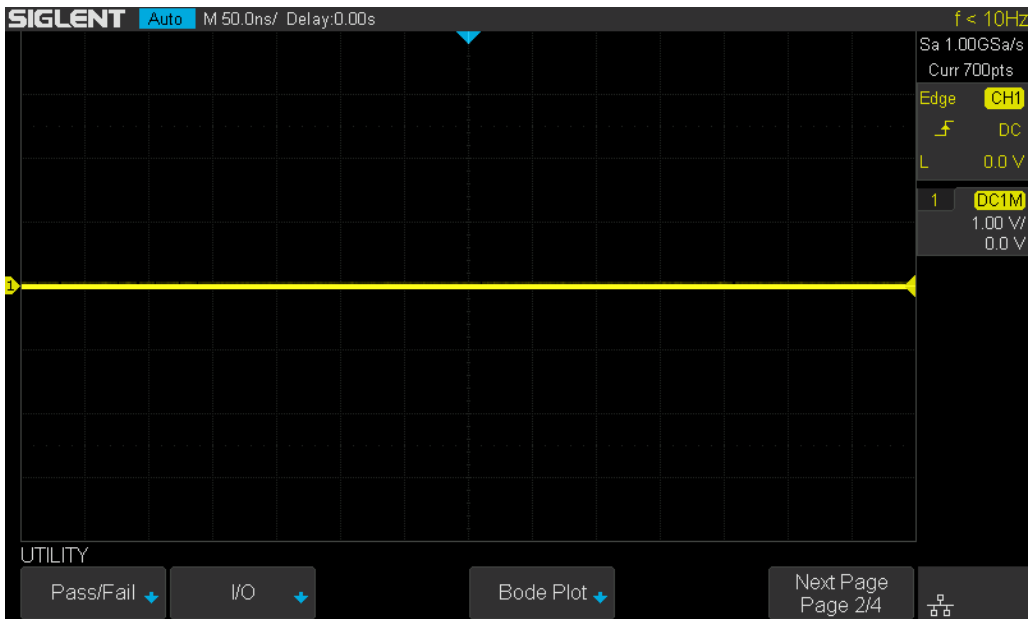 SIGLENT Auto M 50.0ns/ Delay:0.00s f < 10Hz
Sa 1.00GSa/s
Curr 700pts
Edge CH1
DC
L 0.0 V
1 DC1M
1.00 V/
0.0 V
1
UTILITY
Pass/Fail I/O Bode Plot Next Page
Page 2/4